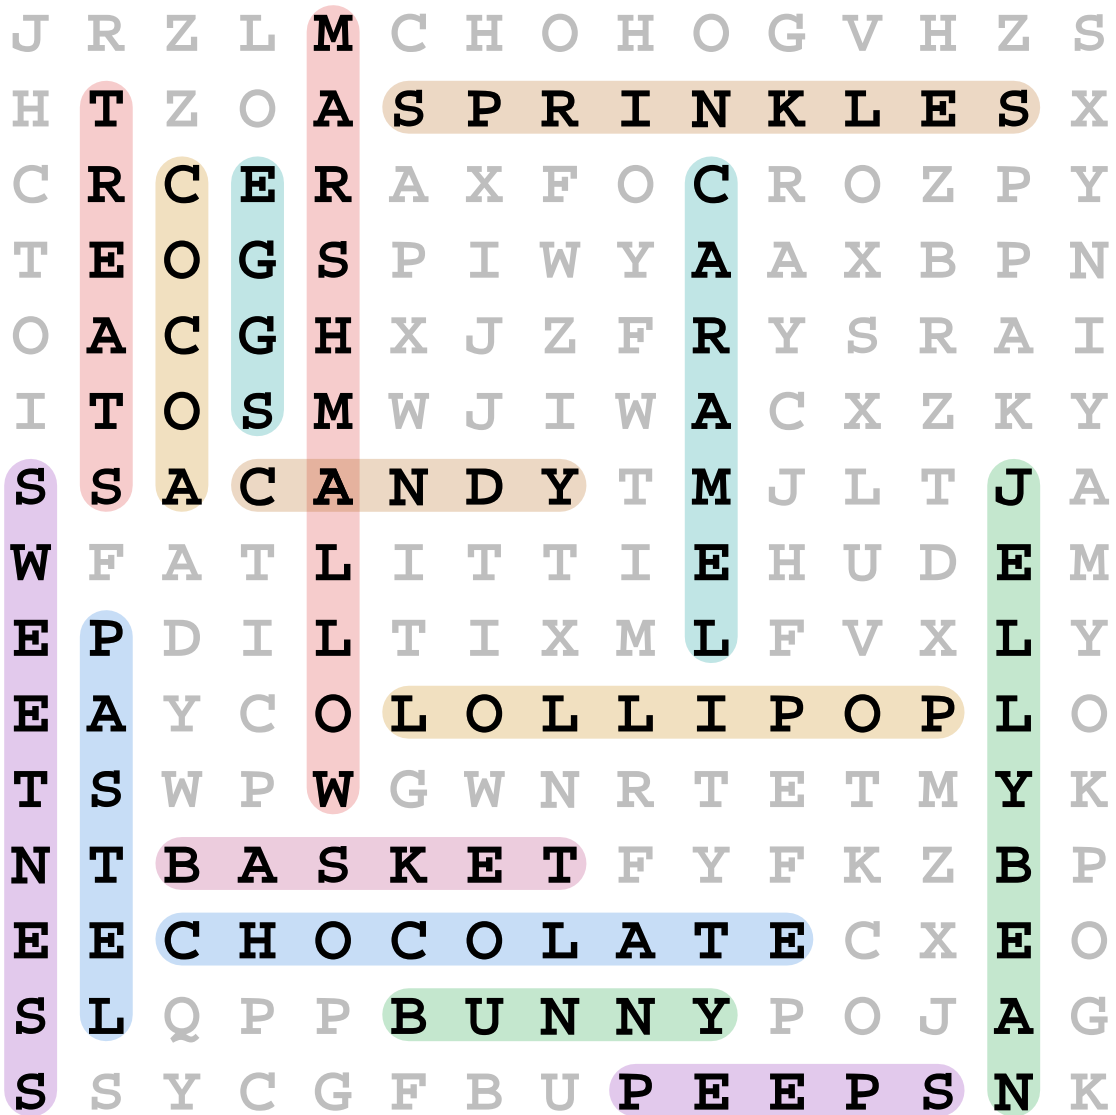 J R Z L M C H O H O G V H Z S
H T Z O A S P R I N K L E S X
C R C E R A X F O C R O Z P Y
T E O G S P I W Y A A X B P N
O A C G H X J Z F R Y S R A I
I T O S M W J I W A C X Z K Y
S S A C A N D Y T M J L T J A
W F A T L I T T I E H U D E M
E P D I L T I X M L F V X L Y
E A Y C O L O L L I P O P L O
T S W P W G W N R T E T M Y K
N T B A S K E T F Y F K Z B P
E E C H O C O L A T E C X E O
S L Q P P B U N N Y P O J A G
S S Y C G F B U P E E P S N K